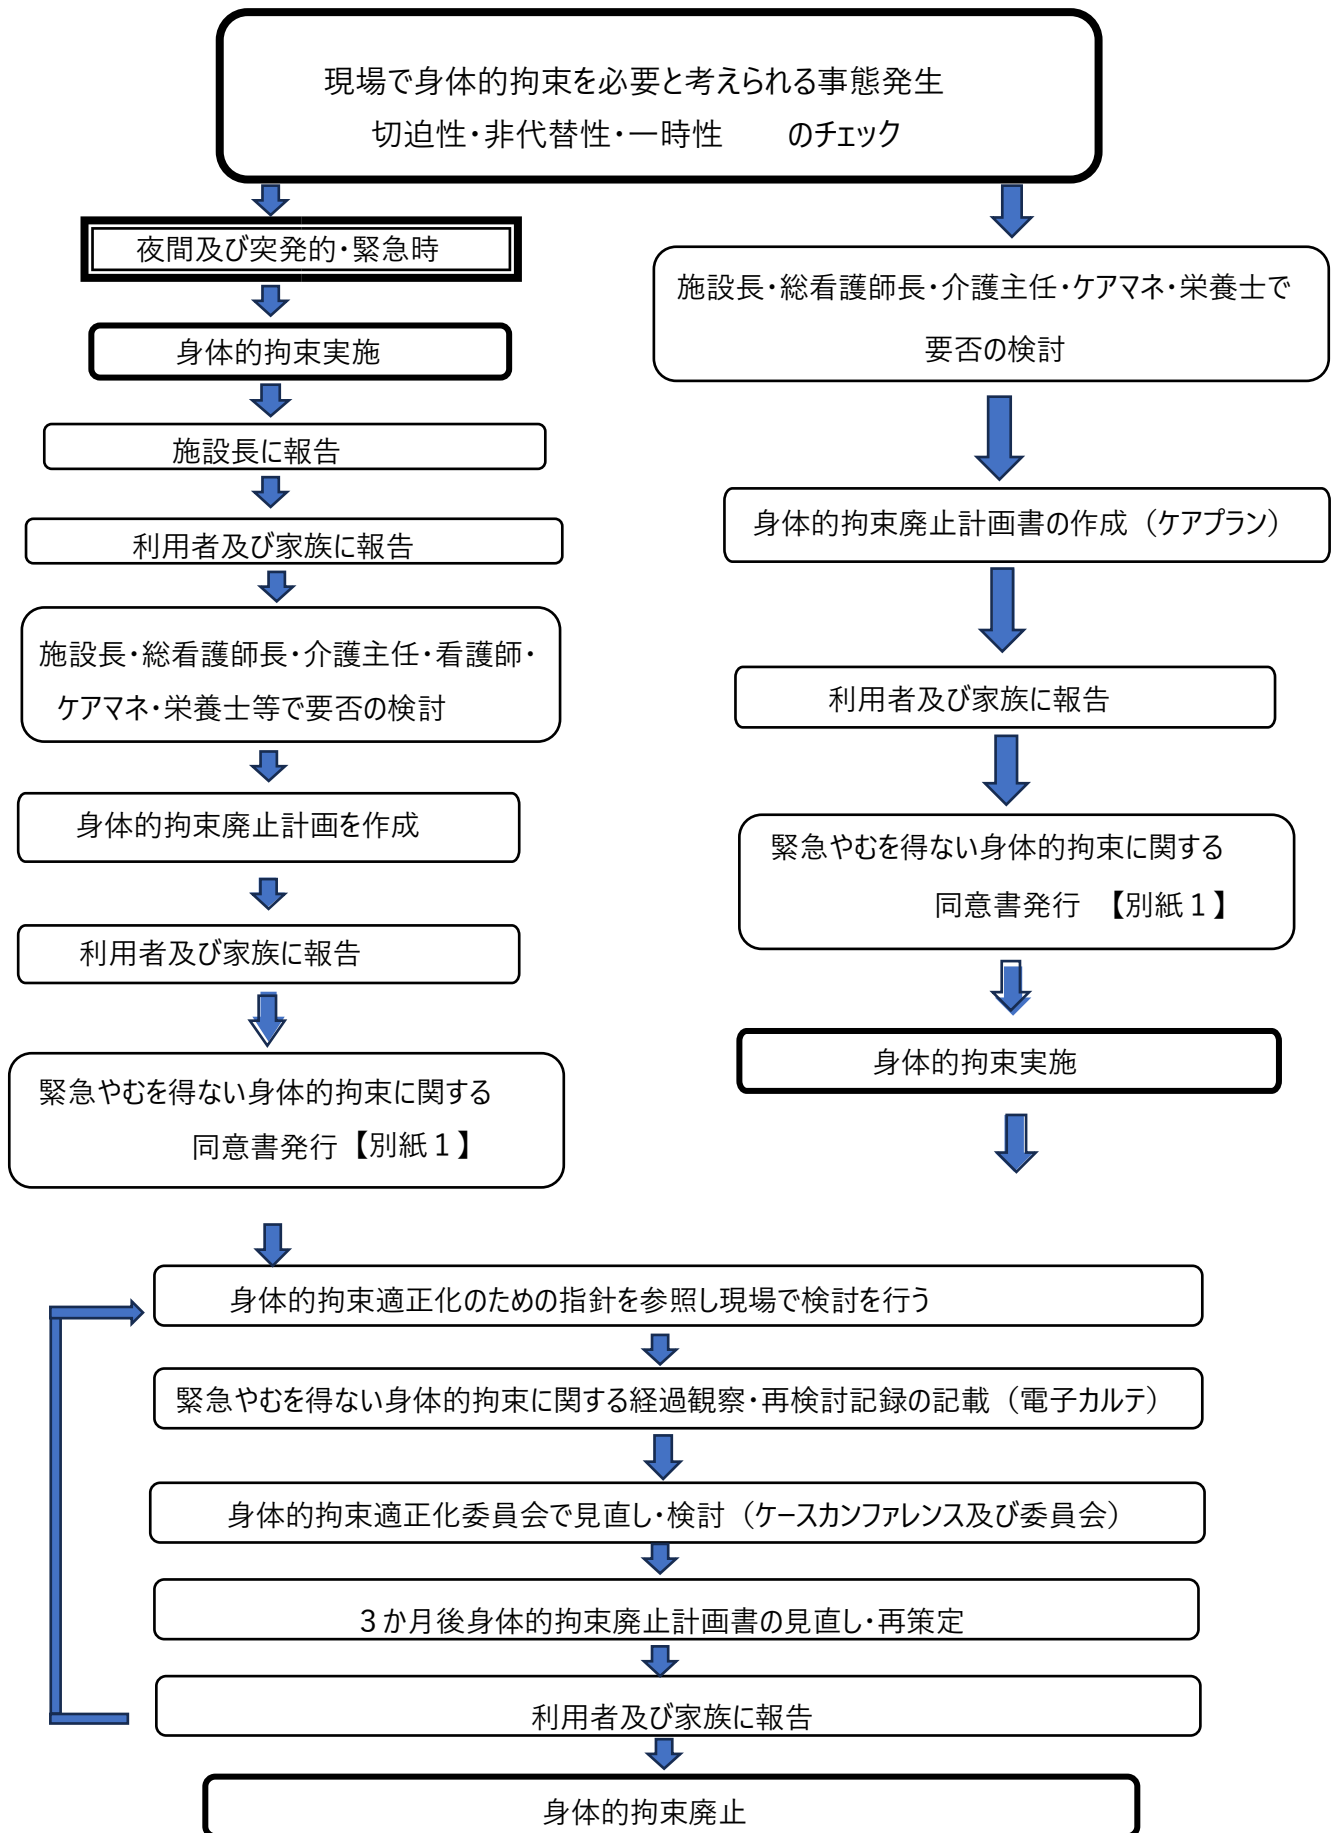 現場で身体的拘束を必要と考えられる事態発生
切迫性・非代替性・一時性　　のチェック
夜間及び突発的・緊急時
身体的拘束実施
施設長に報告
利用者及び家族に報告
施設長・総看護師長・介護主任・看護師・
ケアマネ・栄養士等で要否の検討
身体的拘束廃止計画を作成
利用者及び家族に報告
緊急やむを得ない身体的拘束に関する
同意書発行【別紙１】
施設長・総看護師長・介護主任・ケアマネ・栄養士で
要否の検討
身体的拘束廃止計画書の作成（ケアプラン）
利用者及び家族に報告
緊急やむを得ない身体的拘束に関する
同意書発行　【別紙１】
身体的拘束実施
身体的拘束適正化のための指針を参照し現場で検討を行う
緊急やむを得ない身体的拘束に関する経過観察・再検討記録の記載（電子カルテ）
身体的拘束適正化委員会で見直し・検討（ケースカンファレンス及び委員会）
３か月後身体的拘束廃止計画書の見直し・再策定
利用者及び家族に報告
身体的拘束廃止